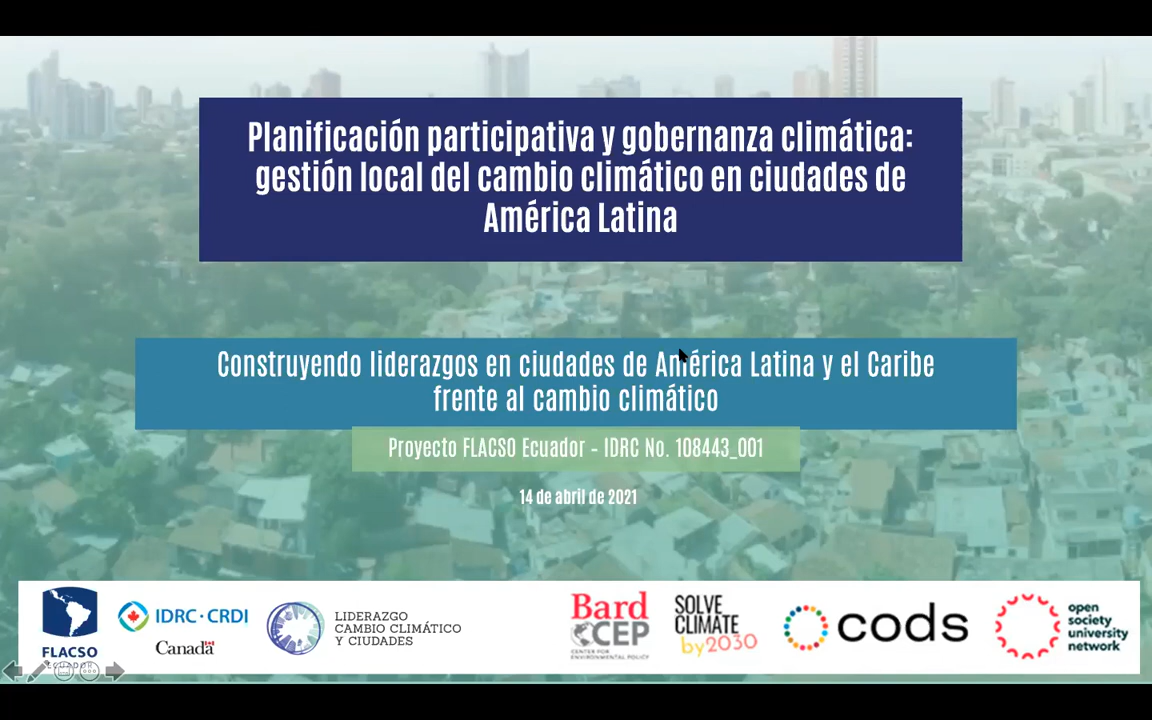 Planificación participativa y gobernanza climática:
gestión local del cambio climático en ciudades de
América Latina
Construyendo liderazgos en ciudades de América Latina y el Caribe
frente al cambio climático
Proyecto FLACSO Ecuador – IDRC No. 108443_001
14 de abril de 2021
FLACSO
ECUADOR
IDRC · CRDI
Canada
LIDERAZGO
CAMBIO CLIMÁTICO
Y CIUDADES
Bard
CEP
CENTER FOR
ENVIRONMENTAL POLICY
SOLVE
CLIMATE
by2030
cods
open
society
university
network